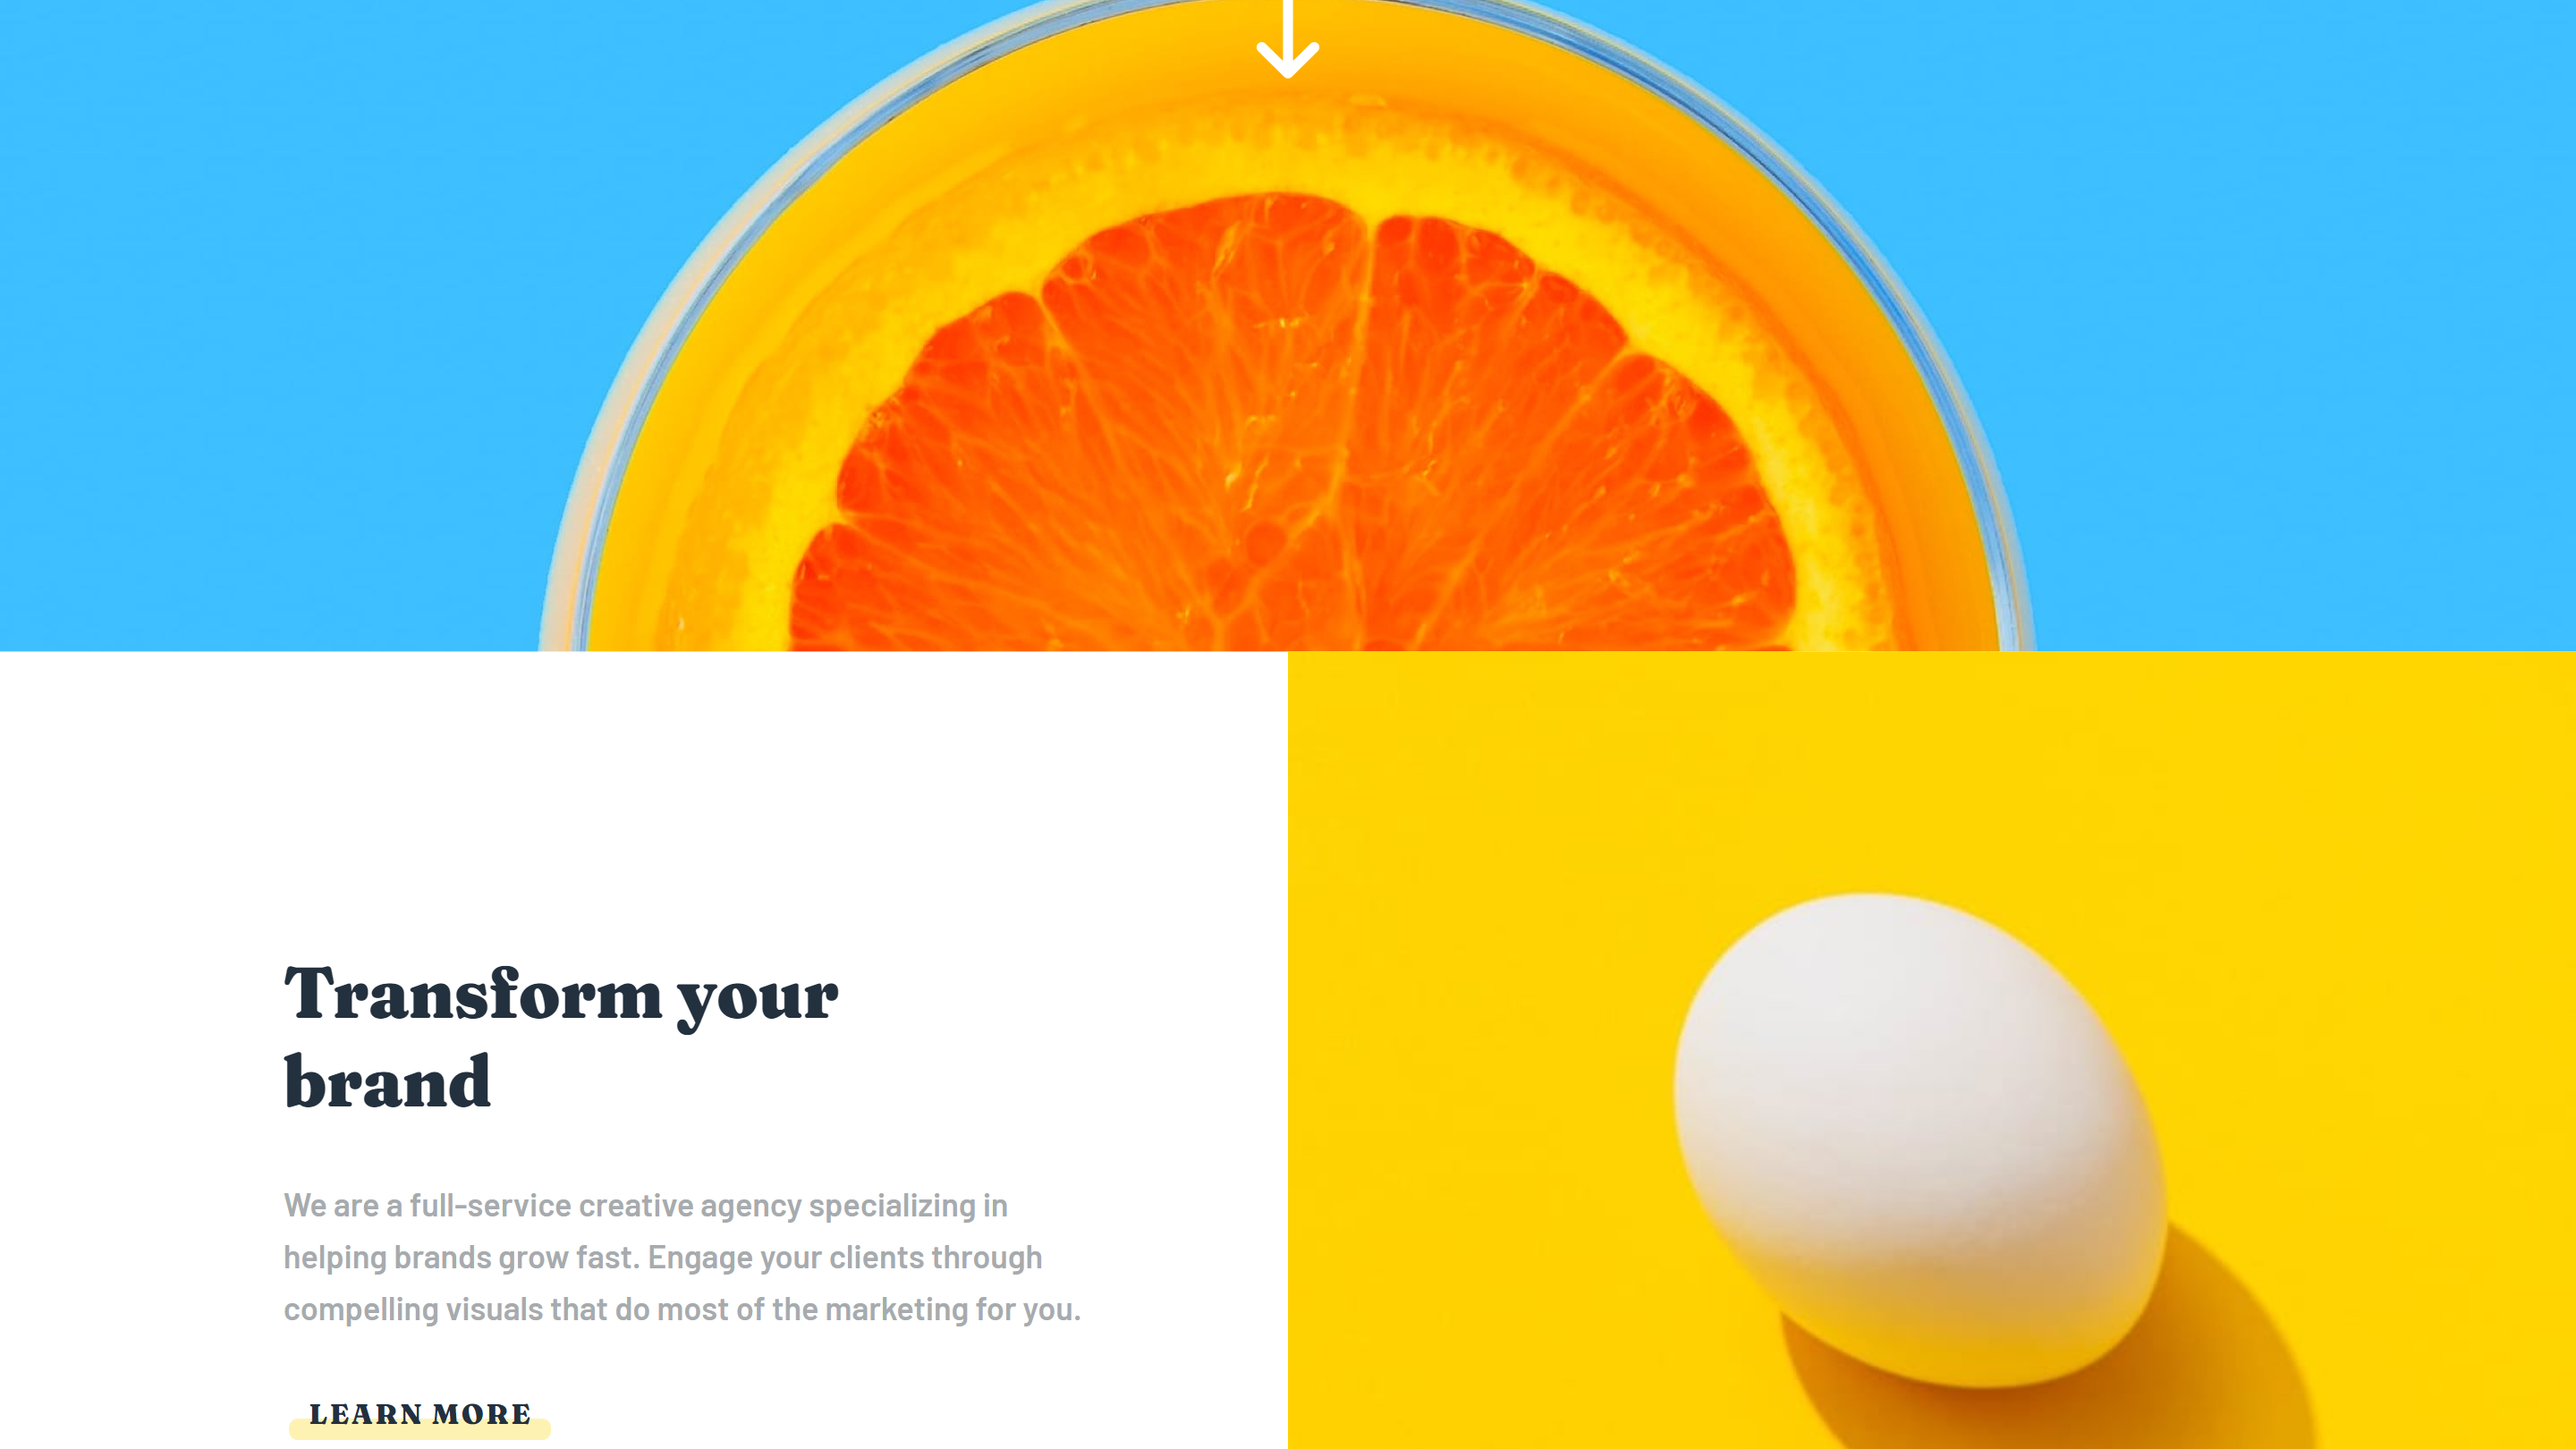 Transform your
brand
We are a full-service creative agency specializing in
helping brands grow fast. Engage your clients through
compelling visuals that do most of the marketing for you.
LEARN MORE